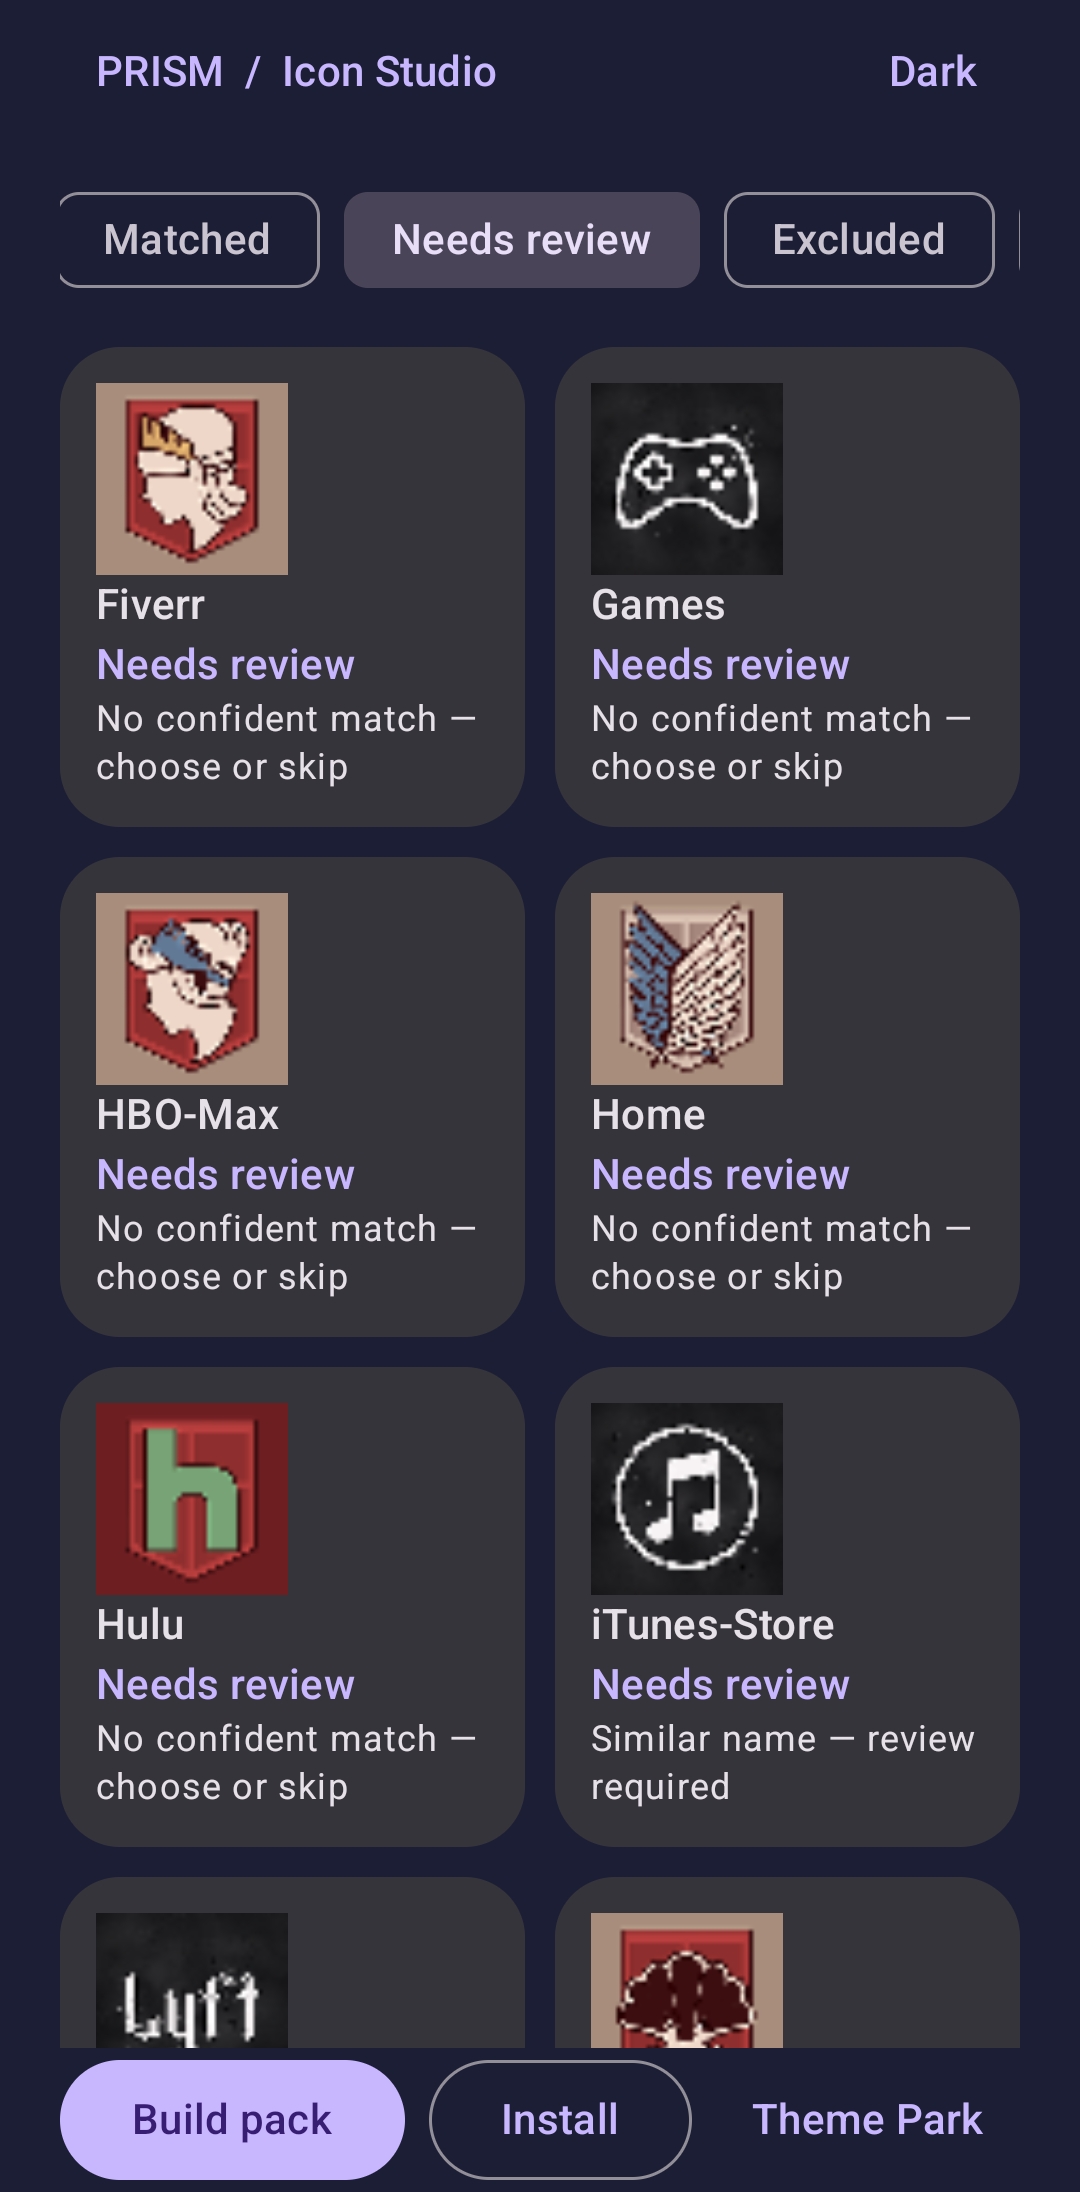 PRISM / Icon Studio
Dark
Matched
Needs review
Excluded
Fiverr
Needs review
No confident match —
choose or skip
Games
Needs review
No confident match —
choose or skip
HBO-Max
Needs review
No confident match —
choose or skip
Home
Needs review
No confident match —
choose or skip
h
Hulu
Needs review
No confident match —
choose or skip
iTunes-Store
Needs review
Similar name — review
required
Lyft
Build pack
Install
Theme Park